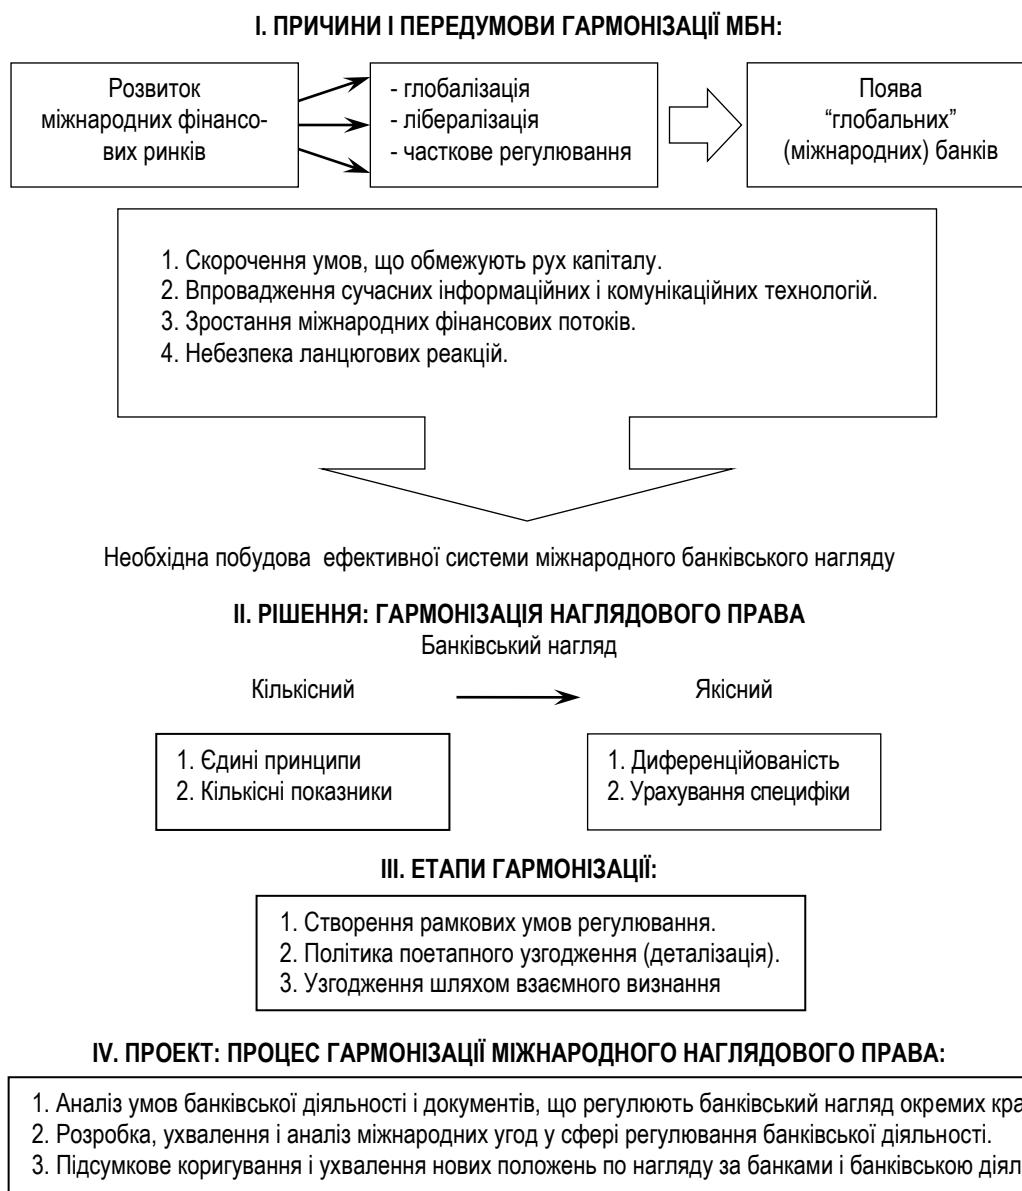 І. ПРИЧИНИ І ПЕРЕДУМОВИ ГАРМОНІЗАЦІЇ МБН:
Розвиток
міжнародних фінансо-
вих ринків
- глобалізація
- лібералізація
- часткове регулювання
Поява
“глобальних”
(міжнародних) банків
1. Скорочення умов, що обмежують рух капіталу.
2. Впровадження сучасних інформаційних і комунікаційних технологій.
3. Зростання міжнародних фінансових потоків.
4. Небезпека ланцюгових реакцій.
Необхідна побудова ефективної системи міжнародного банківського нагляду
ІІ. РІШЕННЯ: ГАРМОНІЗАЦІЯ НАГЛЯДОВОГО ПРАВА
Банківський нагляд
Кількісний
Якісний
1. Єдині принципи
2. Кількісні показники
1. Диференційованість
2. Урахування специфіки
ІІІ. ЕТАПИ ГАРМОНІЗАЦІЇ:
1. Створення рамкових умов регулювання.
2. Політика поетапного узгодження (деталізація).
3. Узгодження шляхом взаємного визнання
IV. ПРОЕКТ: ПРОЦЕС ГАРМОНІЗАЦІЇ МІЖНАРОДНОГО НАГЛЯДОВОГО ПРАВА:
1. Аналіз умов банківської діяльності і документів, що регулюють банківський нагляд окремих
2. Розробка, ухвалення і аналіз міжнародних угод у сфері регулювання банківської діяльності.
3. Підсумкове коригування і ухвалення нових положень по нагляду за банками і банківською